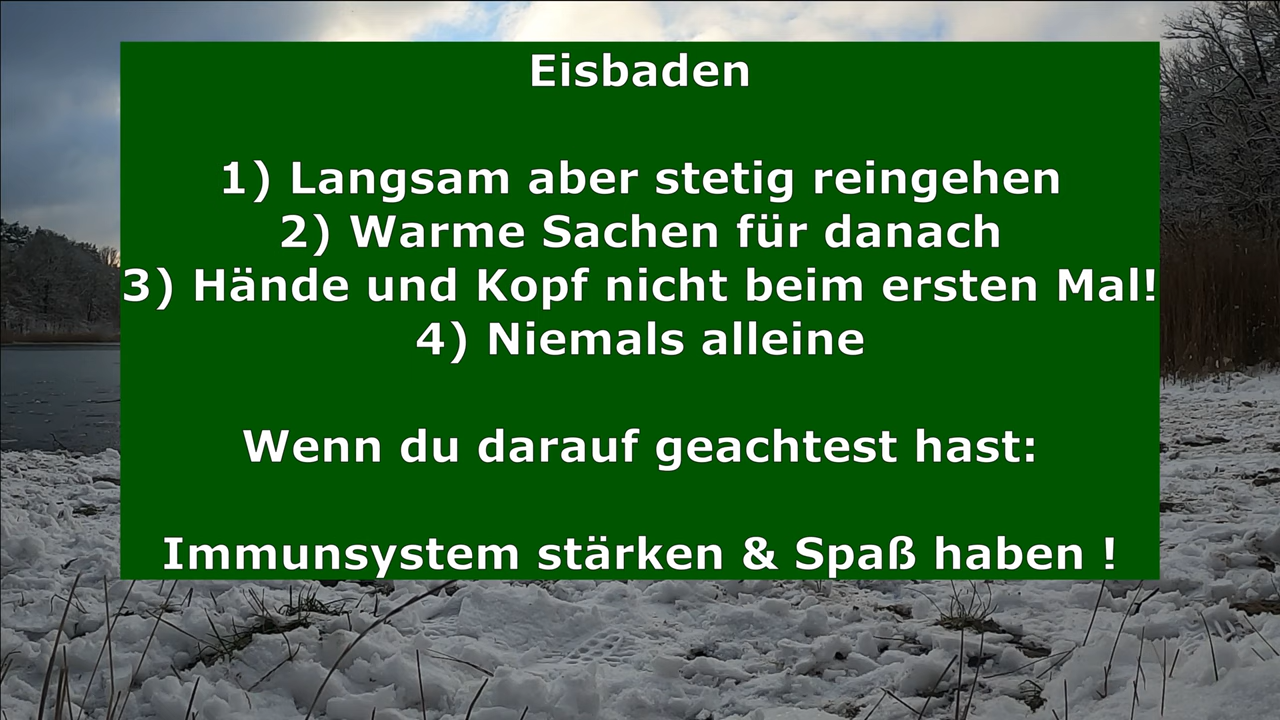 Eisbaden
1) Langsam aber stetig reingehen
2) Warme Sachen für danach
3) Hände und Kopf nicht beim ersten Mal!
4) Niemals alleine
Wenn du darauf geachtest hast:
Immunsystem stärken & Spaß haben !